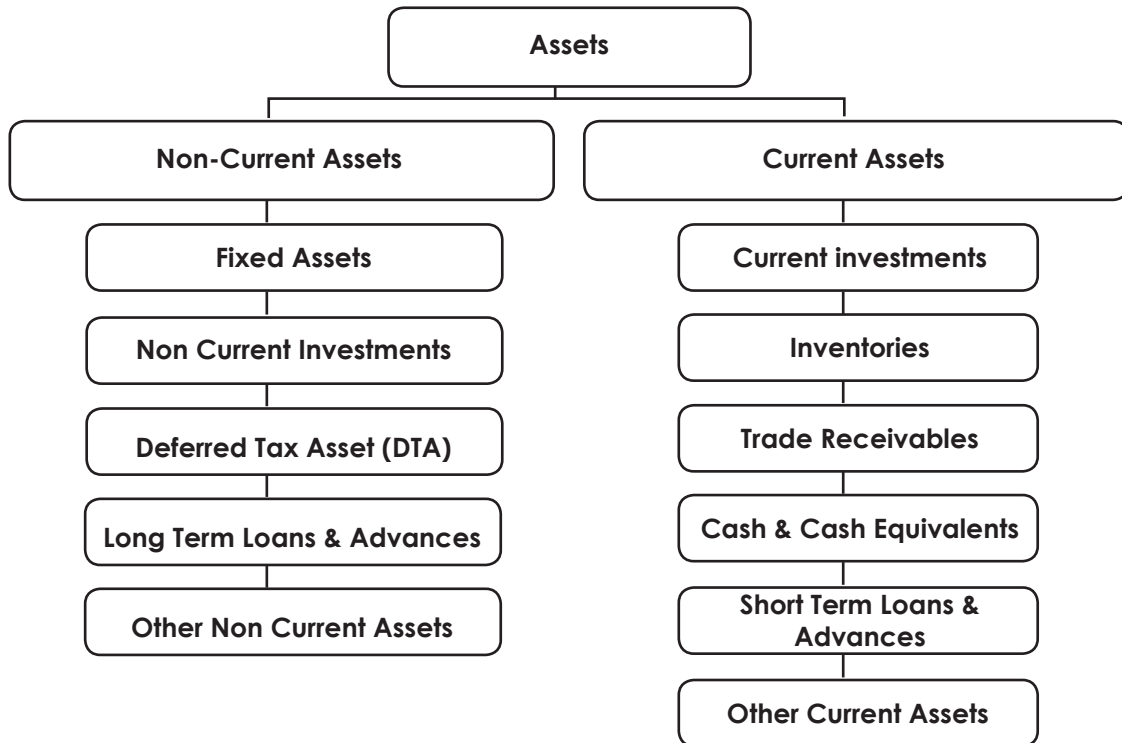 Assets
Non-Current Assets
Fixed Assets
Non Current Investments
Deferred Tax Asset (DTA)
Long Term Loans & Advances
Other Non Current Assets
Current Assets
Current investments
Inventories
Trade Receivables
Cash & Cash Equivalents
Short Term Loans &
Advances
Other Current Assets